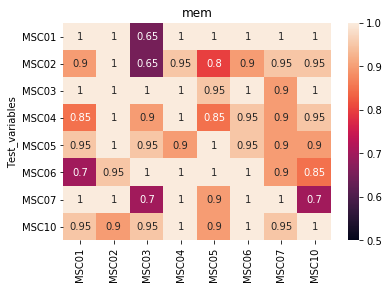 mem
Test_variables
MSC01 1 1 0.65 1 1 1 1 1
MSC02 0.9 1 0.65 0.95 0.8 0.9 0.95 0.95
MSC03 1 1 1 1 0.95 1 0.9 1
MSC04 0.85 1 0.9 1 0.85 0.95 0.9 0.95
MSC05 0.95 1 0.95 0.9 1 0.95 0.9 0.9
MSC06 0.7 0.95 1 1 1 1 0.9 0.85
MSC07 1 1 0.7 1 0.9 1 1 0.7
MSC10 0.95 0.9 0.95 1 0.9 1 0.95 1
MSC01 MSC02 MSC03 MSC04 MSC05 MSC06 MSC07 MSC10
1.0
0.9
0.8
0.7
0.6
0.5